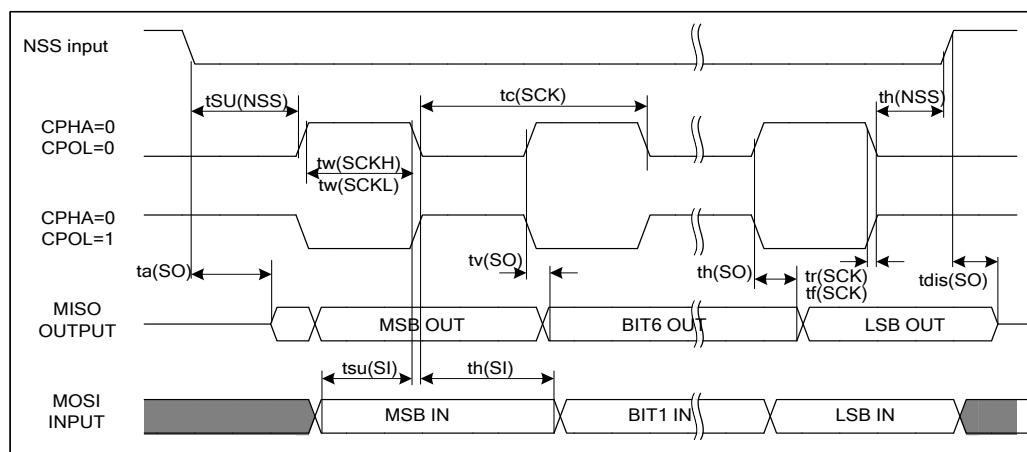 NSS input
tSU(NSS)
tc(SCK)
th(NSS)
CPHA=0
CPOL=0
tw(SCKH)
tw(SCKL)
CPHA=0
CPOL=1
ta(SO)
tv(SO)
th(SO)
tr(SCK)
tf(SCK)
tdis(SO)
MISO
OUTPUT
MSB OUT
BIT6 OUT
LSB OUT
tsu(SI)
th(SI)
MOSI
INPUT
MSB IN
BIT1 IN
LSB IN